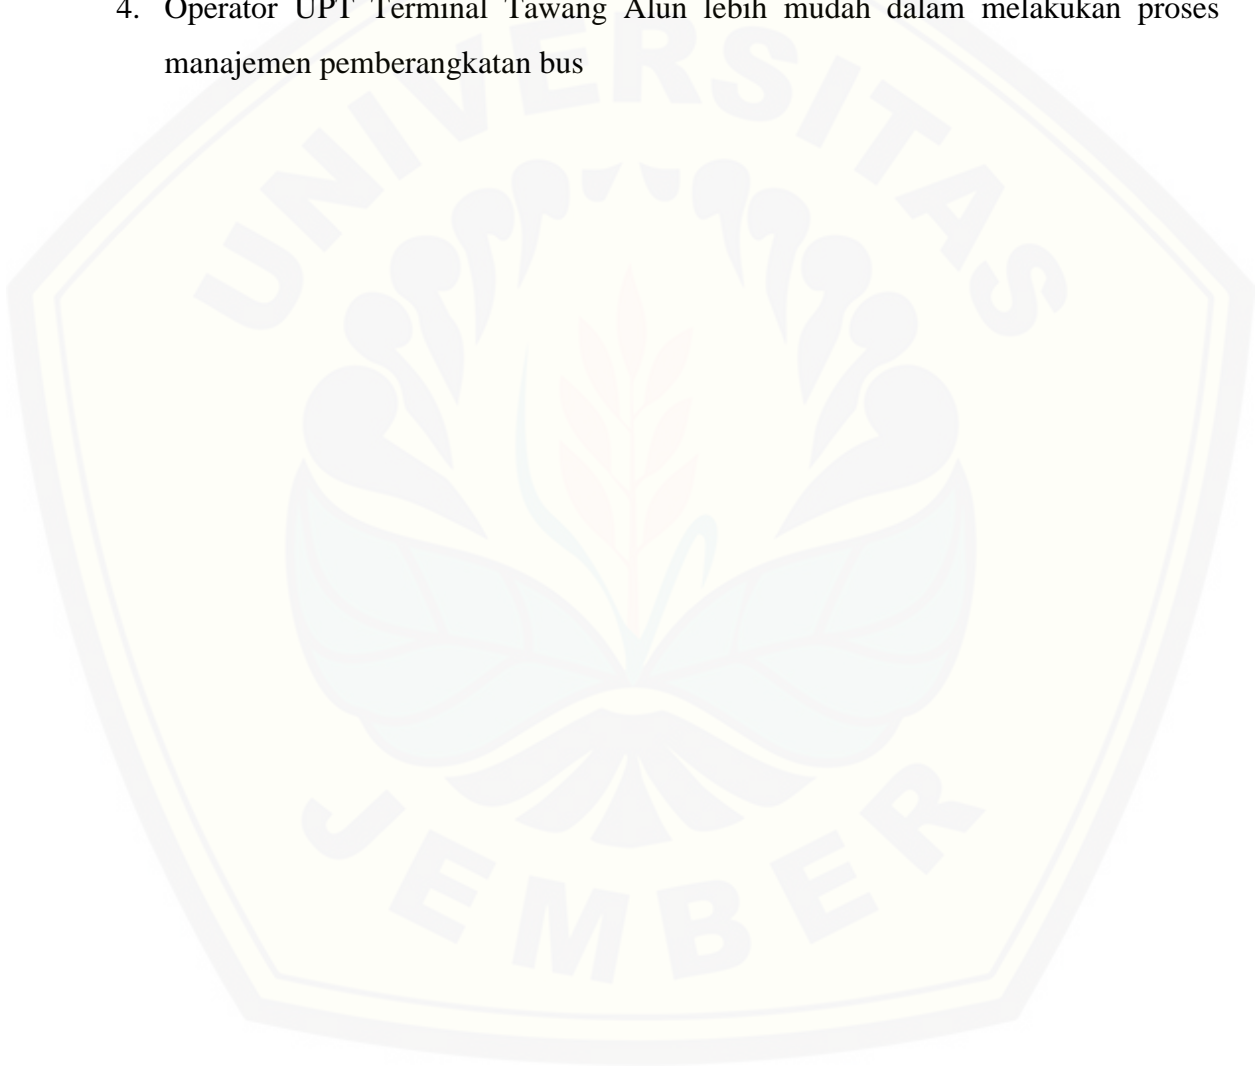 4. Operator UPT Terminal Tawang Alun lebih mudah dalam melakukan proses
manajemen pemberangkatan bus
UNIVERSITAS
JEMBER